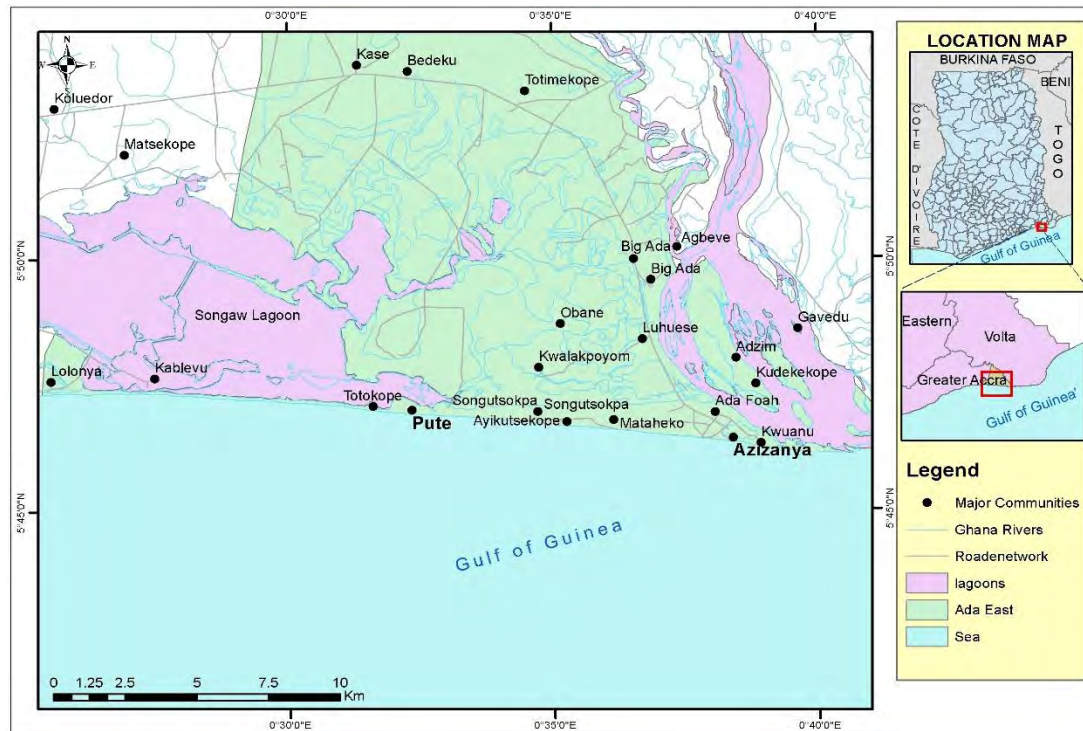 0°30'0"E
0°35'0"E
0°40'0"E
N
W
E
S
Kase
Bedeku
Totimekope
Koluedor
Matsekope
5°50'0"N
5°50'0"N
Agbeve
Big Ada
Big Ada
Songaw Lagoon
Obane
Luhuese
Gavedu
Kwalakpoyom
Adzim
Lolonya
Kablevu
Kudekekope
Totokope
Pute
Songutsokpa
Songutsokpa
Ada Foah
Ayikutsekope
Mataheko
Kwuanu
Azizanya
5°45'0"N
5°45'0"N
Gulf of Guinea
0
1.25
2.5
5
7.5
10
Km
0°30'0"E
0°35'0"E
0°40'0"E
LOCATION MAP
BURKINA FASO
BENI
COTE D'IVOIRE
TOGO
Gulf of Guinea
Eastern
Volta
Greater Accra
Gulf of Guinea'
Legend
Major Communities
Ghana Rivers
Roadenetwork
lagoons
Ada East
Sea